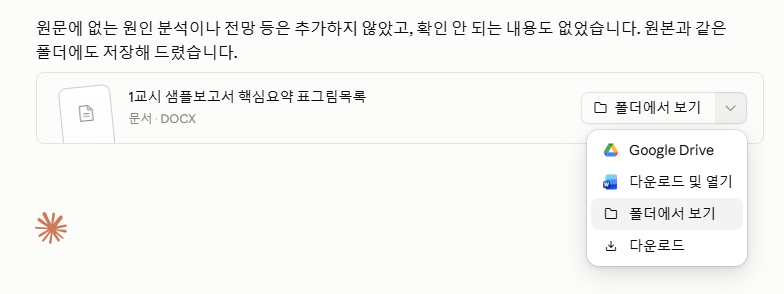 원문에 없는 원인 분석이나 전망 등은 추가하지 않았고, 확인 안 되는 내용도 없었습니다. 원본과 같은
폴더에도 저장해 드렸습니다.
1교시 샘플보고서 핵심요약 표그림목록
문서 · DOCX
폴더에서 보기
Google Drive
다운로드 및 열기
폴더에서 보기
다운로드